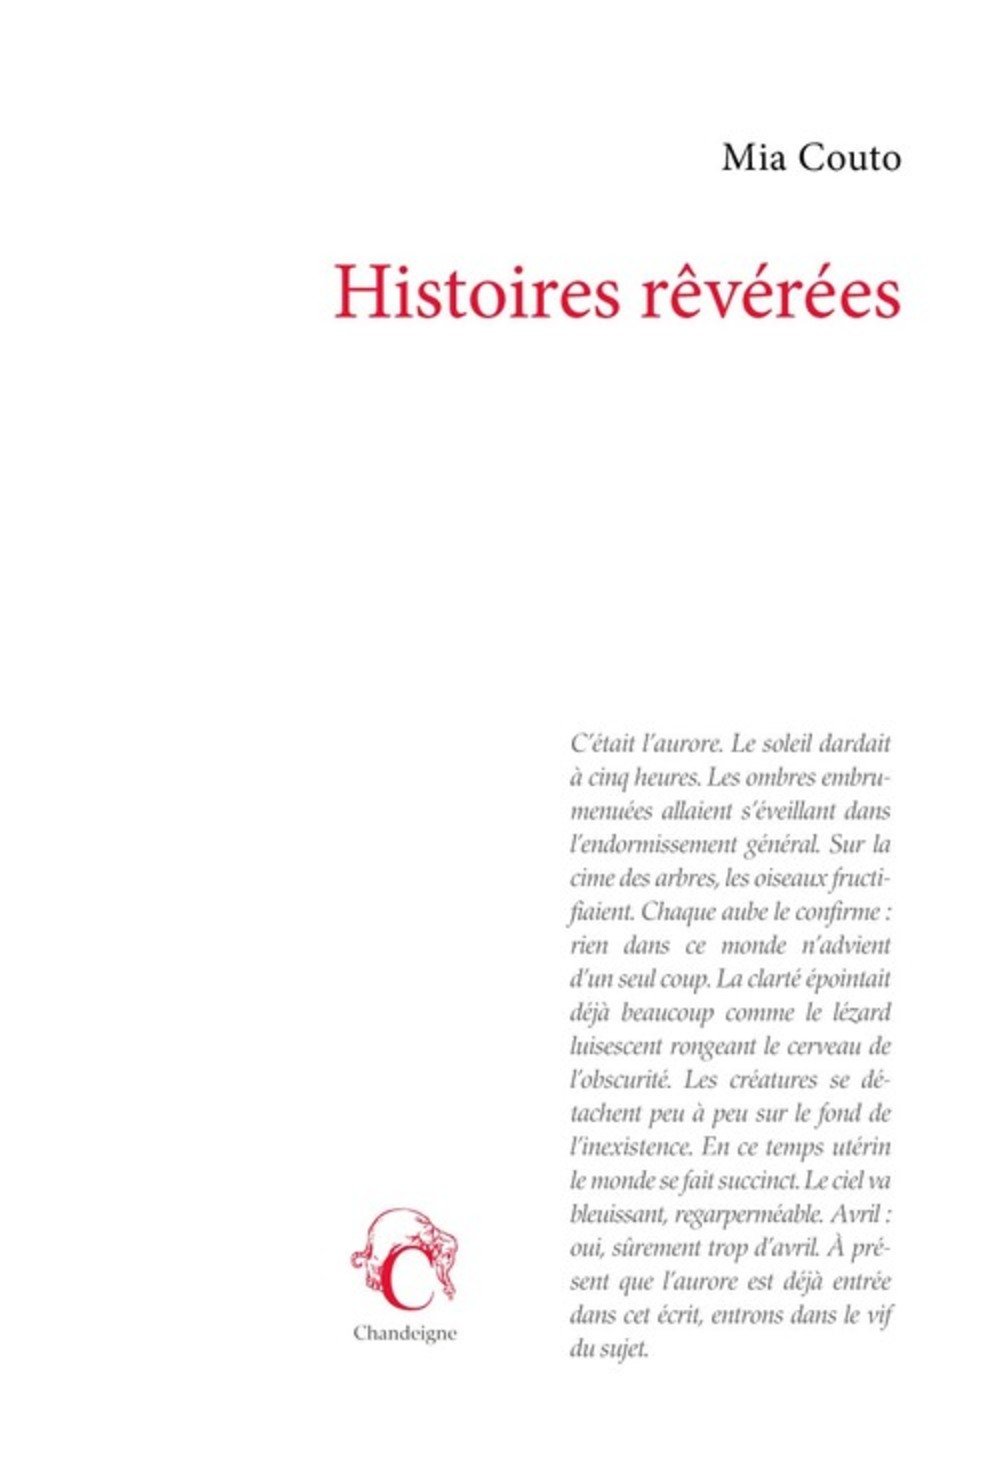 Mia Couto
Histoires rêvérées
C'était l'aurore. Le soleil dardait
à cinq heures. Les ombres embru-
menuées allaient s'éveillant dans
l'endormissement général. Sur la
cime des arbres, les oiseaux fructi-
fiaient. Chaque aube le confirme :
rien dans ce monde n'advient
d'un seul coup. La clarté épointait
déjà beaucoup comme le lézard
luisescent rongeant le cerveau de
l'obscurité. Les créatures se dé-
tachent peu à peu sur le fond de
l'inexistence. En ce temps utérin
le monde se fait succinct. Le ciel va
bleuissant, regarperméable. Avril :
oui, sûrement trop d'avril. À pré-
sent que l'aurore est déjà entrée
dans cet écrit, entrons dans le vif
du sujet.
C
Chandeigne